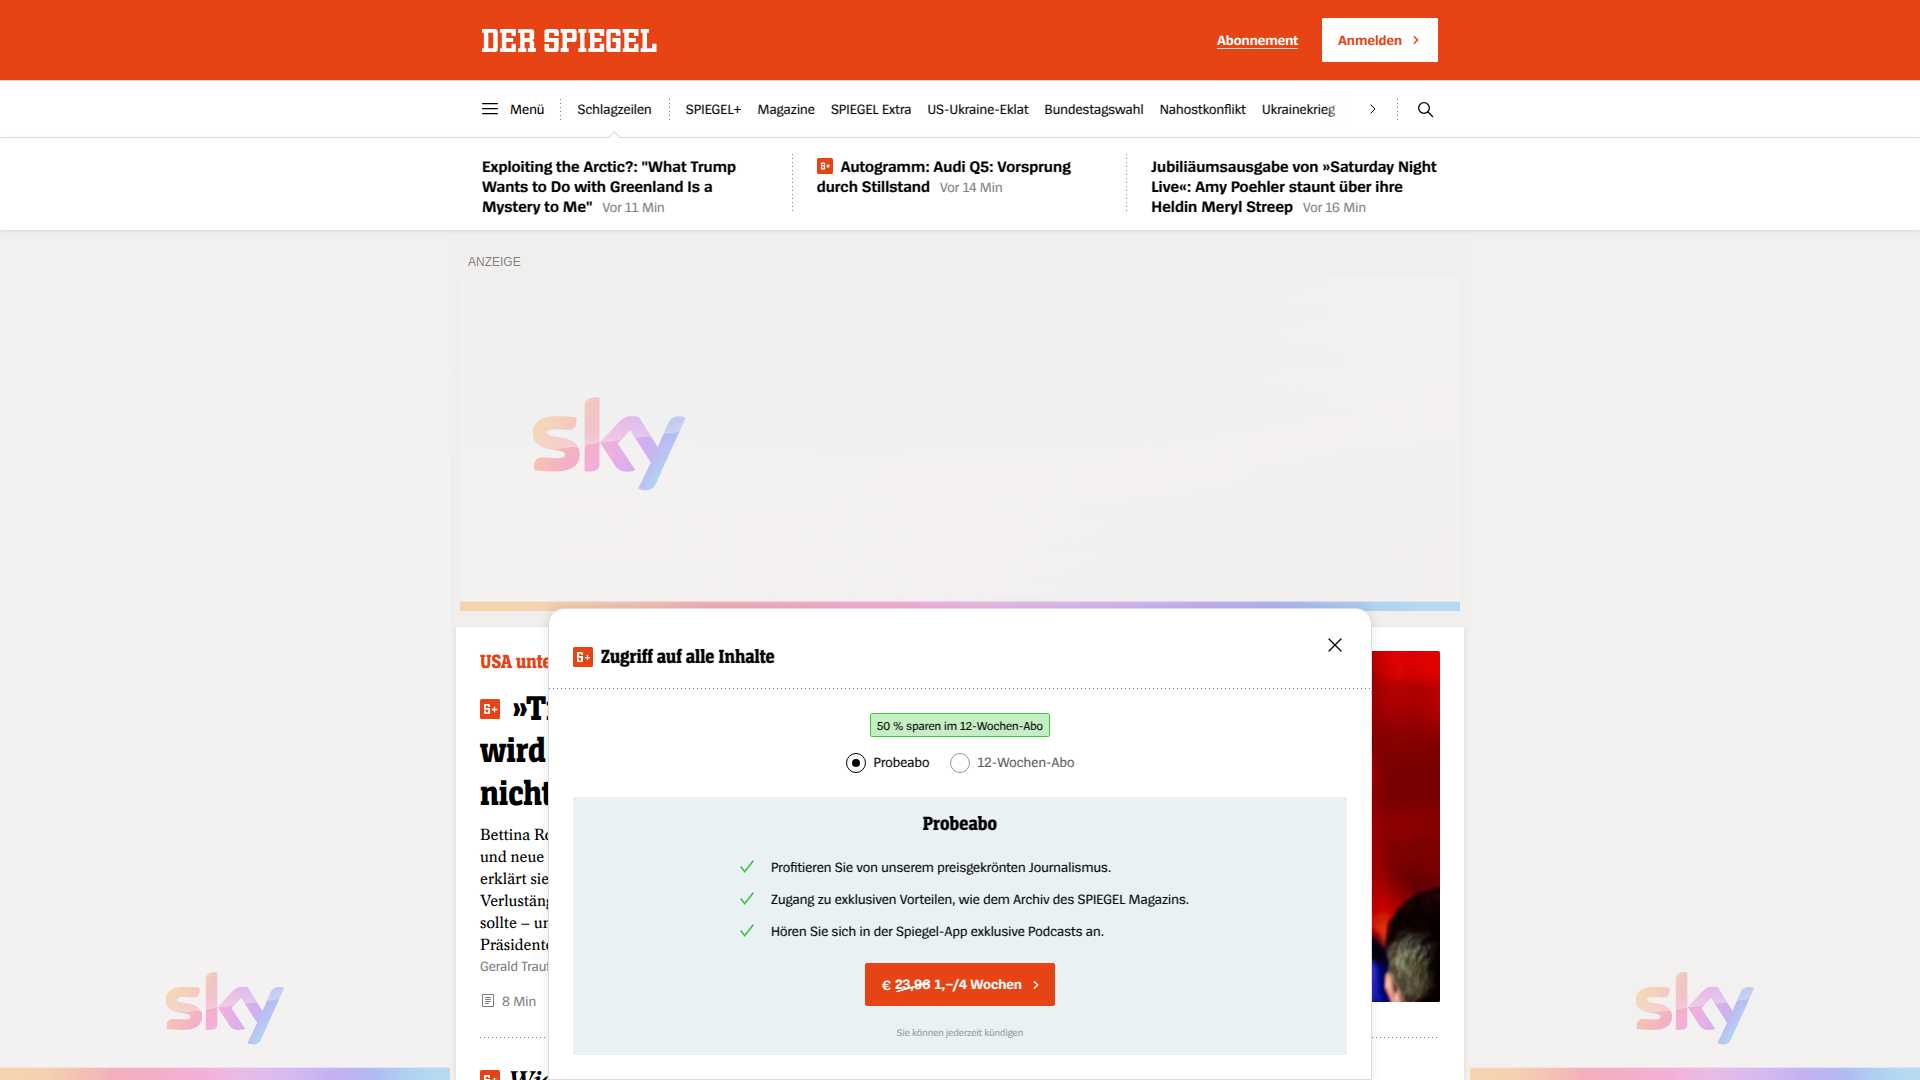 DER SPIEGEL
Abonnement
Anmelden
Menü
Schlagzeilen
SPIEGEL+
Magazine
SPIEGEL Extra
US-Ukraine-Eklat
Bundestagswahl
Nahostkonflikt
Ukrainekrieg
Exploiting the Arctic?: "What Trump
Wants to Do with Greenland Is a
Mystery to Me" Vor 11 Min
Autogramm: Audi Q5: Vorsprung
durch Stillstand Vor 14 Min
Jubiläumsausgabe von »Saturday Night
Live«: Amy Poehler staunt über ihre
Heldin Meryl Streep Vor 16 Min
ANZEIGE
sky
USA unte
»T
wird
nicht
Bettina
und neue
erklärt sie
Verlustäng
sollte –
Präsidente
Gerald Trauf
8 Min
Zugriff auf alle Inhalte
50 % sparen im 12-Wochen-Abo
Probeabo
12-Wochen-Abo
Probeabo
Profitieren Sie von unserem preisgekrönten Journalismus.
Zugang zu exklusiven Vorteilen, wie dem Archiv des SPIEGEL Magazins.
Hören Sie sich in der Spiegel-App exklusive Podcasts an.
€ 23,96 1,–/4 Wochen
Sie können jederzeit kündigen
sky
sky